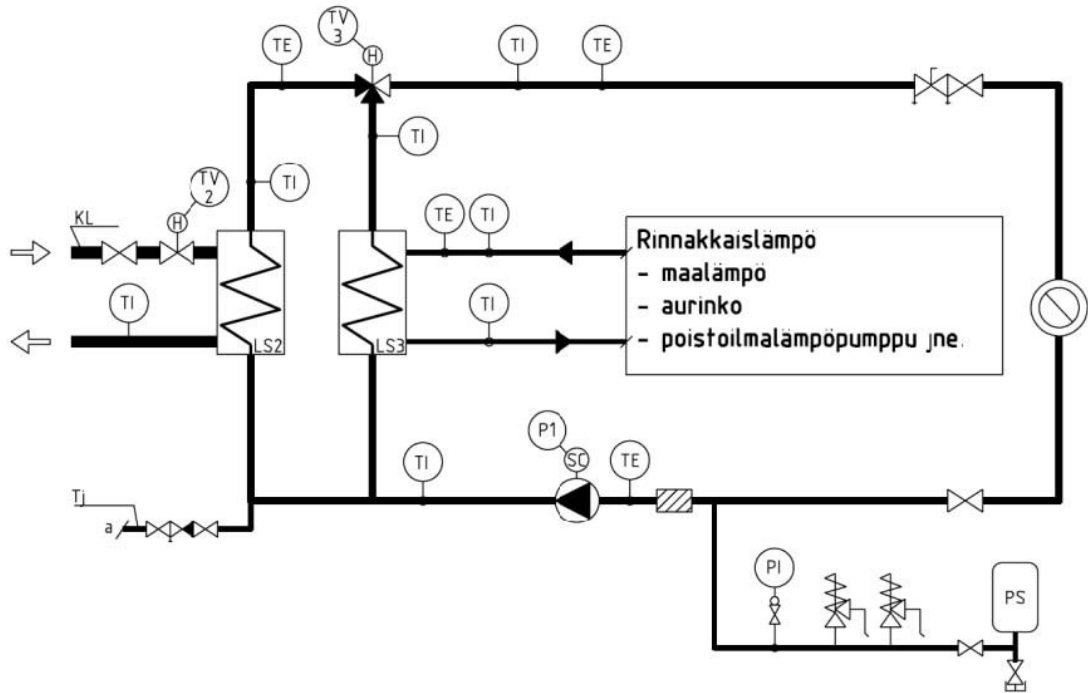 TV
3
H
TE
TI
TE
TI
TV
2
H
TI
KL
TE
TI
TI
TI
LS2
LS3
Rinnakkaislämpö
- maalämpö
- aurinko
- poistoilmalämpöpumppu jne.
P1
SC
TI
TE
Tj
a
PI
PS